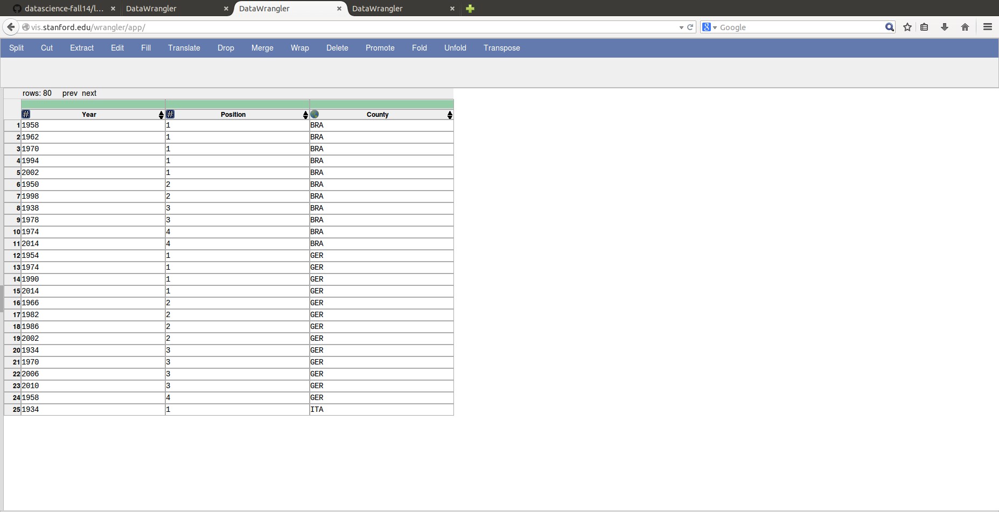 datascience-fall14/l... × DataWrangler × DataWrangler × DataWrangler ×
vis.stanford.edu/wrangler/app/ 8 Google
Split Cut Extract Edit Fill Translate Drop Merge Wrap Delete Promote Fold Unfold Transpose
rows: 80 prev next
# Year # Position County
1 1958 1 BRA
2 1962 1 BRA
3 1970 1 BRA
4 1994 1 BRA
5 2002 1 BRA
6 1950 2 BRA
7 1998 2 BRA
8 1938 3 BRA
9 1978 3 BRA
10 1974 4 BRA
11 2014 4 BRA
12 1954 1 GER
13 1974 1 GER
14 1990 1 GER
15 2014 1 GER
16 1966 2 GER
17 1982 2 GER
18 1986 2 GER
19 2002 2 GER
20 1934 3 GER
21 1970 3 GER
22 2006 3 GER
23 2010 3 GER
24 1958 4 GER
25 1934 1 ITA